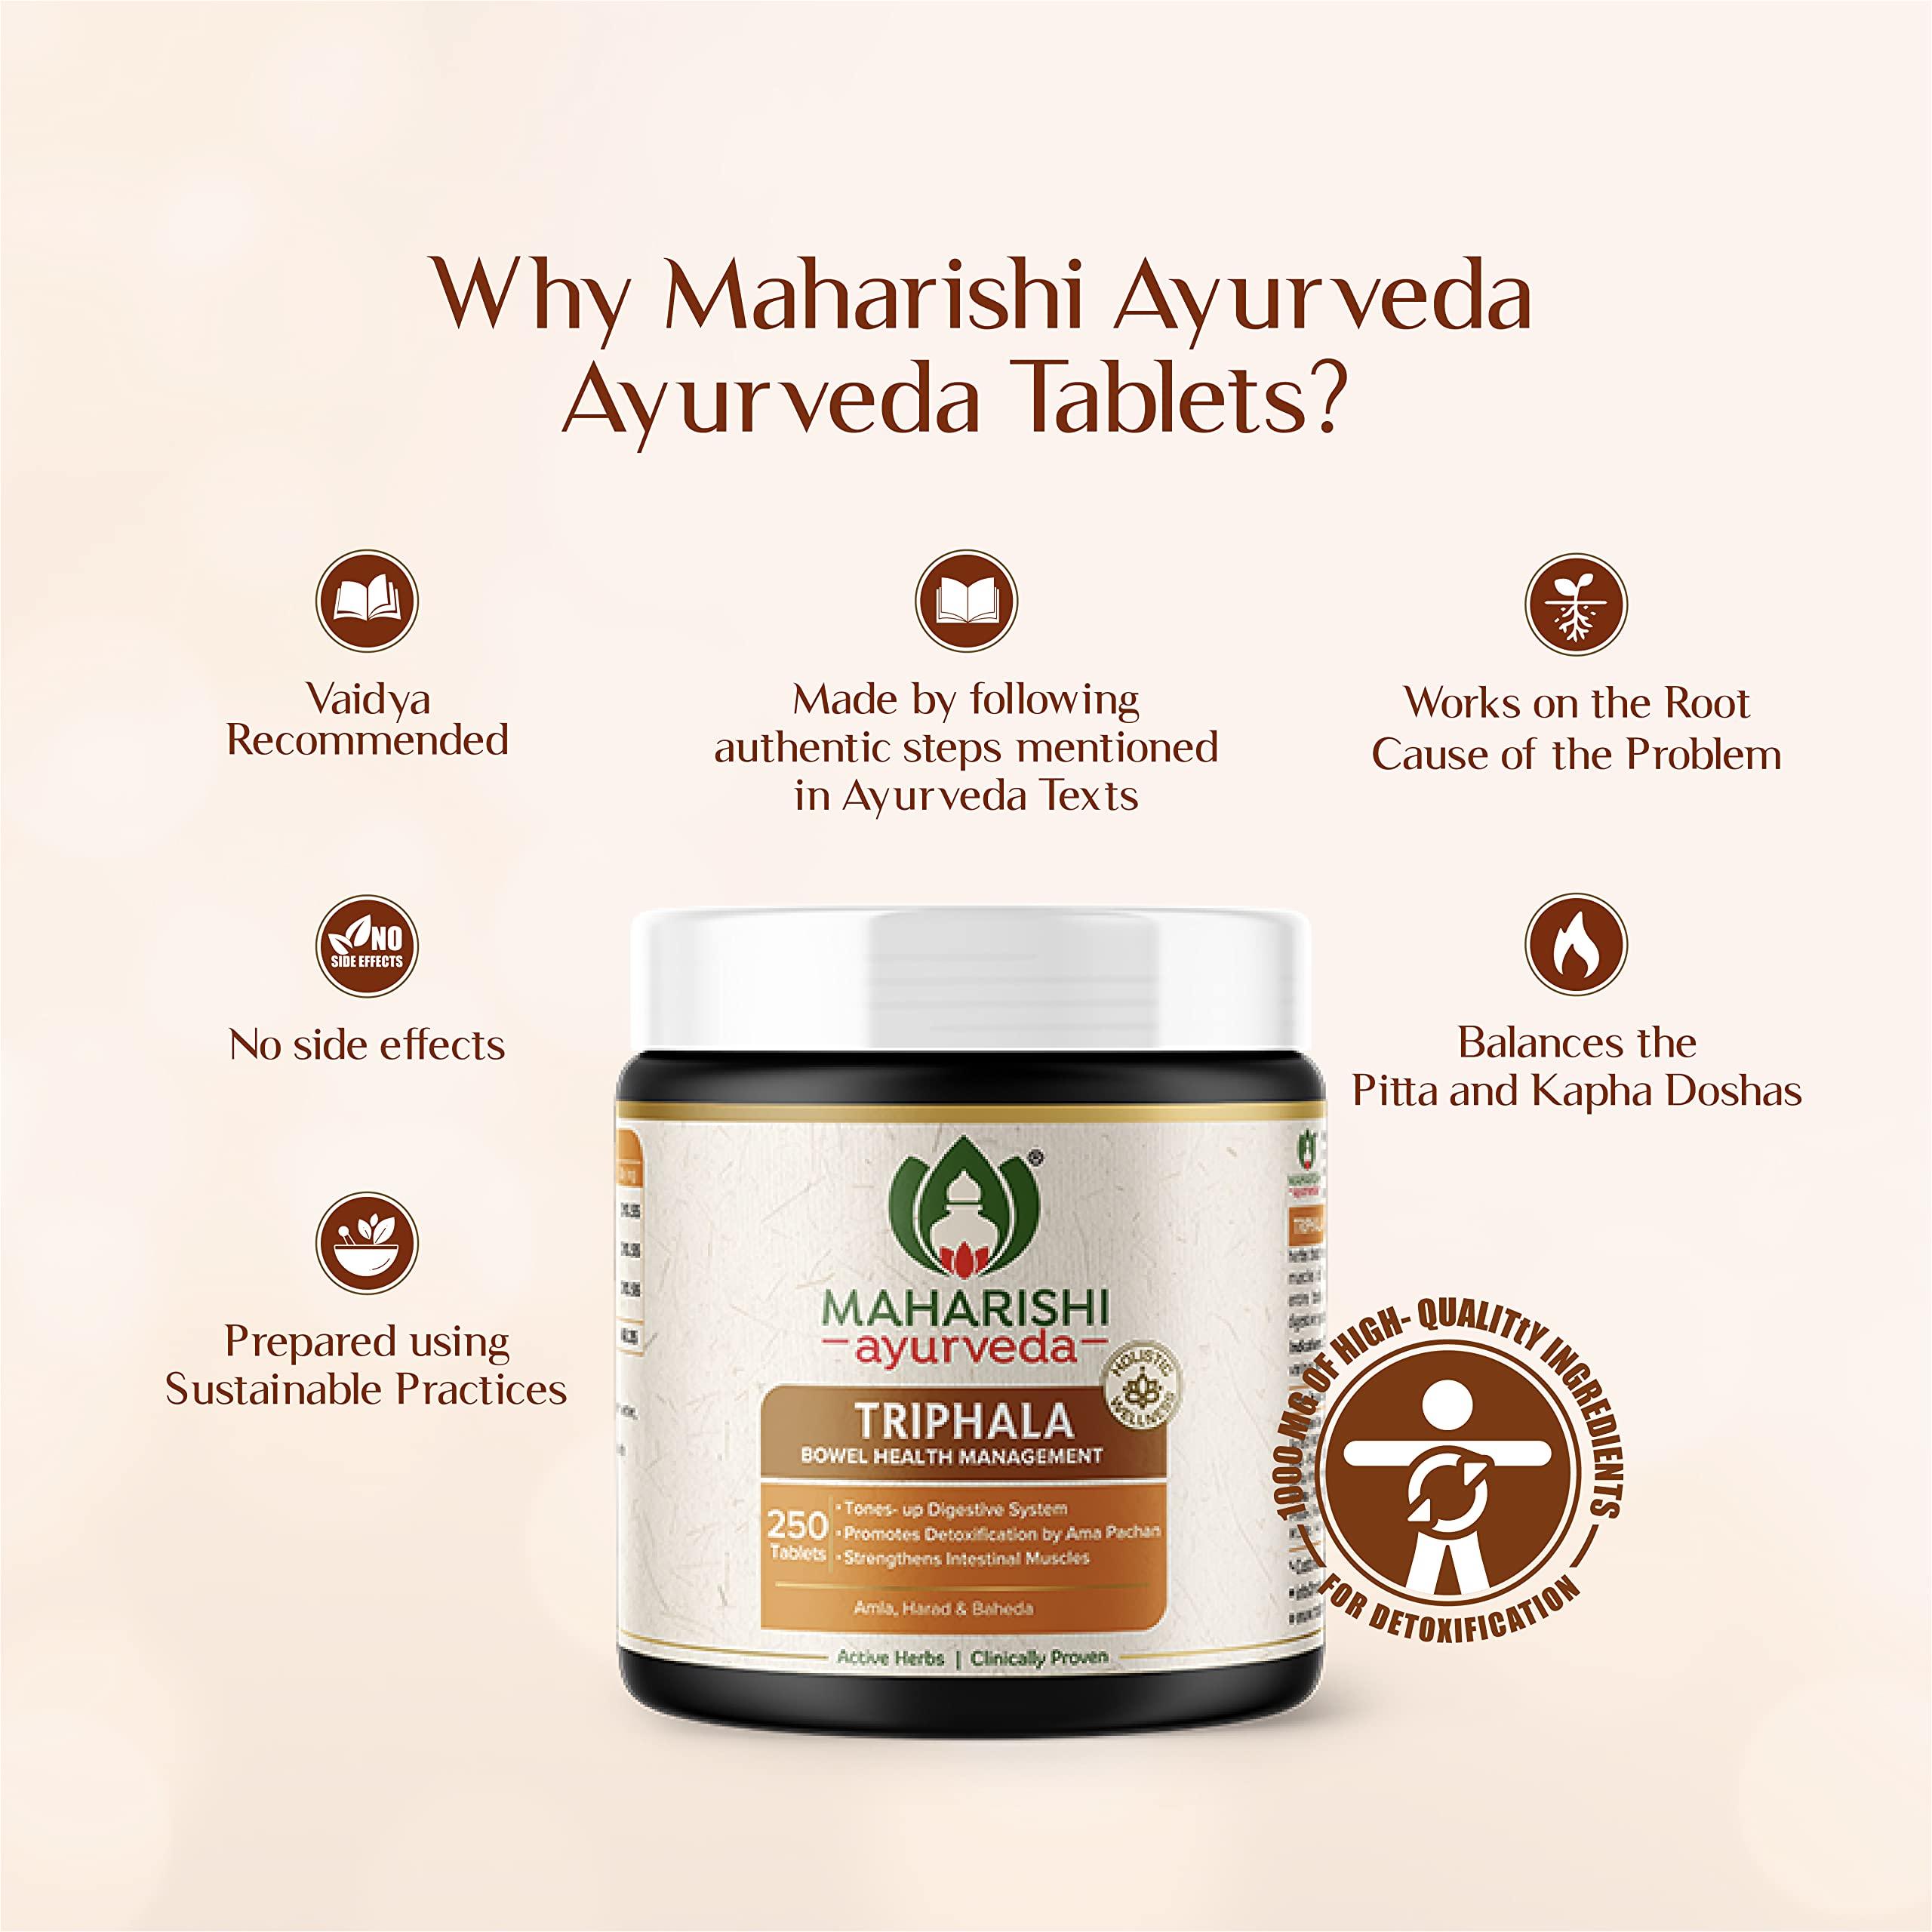 Why Maharishi Ayurveda
Ayurveda Tablets?
Vaidya
Recommended
Made by following
authentic steps mentioned
in Ayurveda Texts
Works on the Root
Cause of the Problem
NO
SIDE EFFECTS
No side effects
Balances the
Pitta and Kapha Doshas
Prepared using
Sustainable Practices
®
MAHARISHI
ayurveda
HOLISTIC
WELLNESS
TRIPHALA
BOWEL HEALTH MANAGEMENT
250
Tablets
• Tones- up Digestive System
• Promotes Detoxification by Ama Pachan
• Strengthens Intestinal Muscles
Amla, Harad & Baheda
Active Herbs | Clinically Proven
1000 MG OF HIGH- QUALITtY INGREDIENTS
FOR DETOXIFICATION